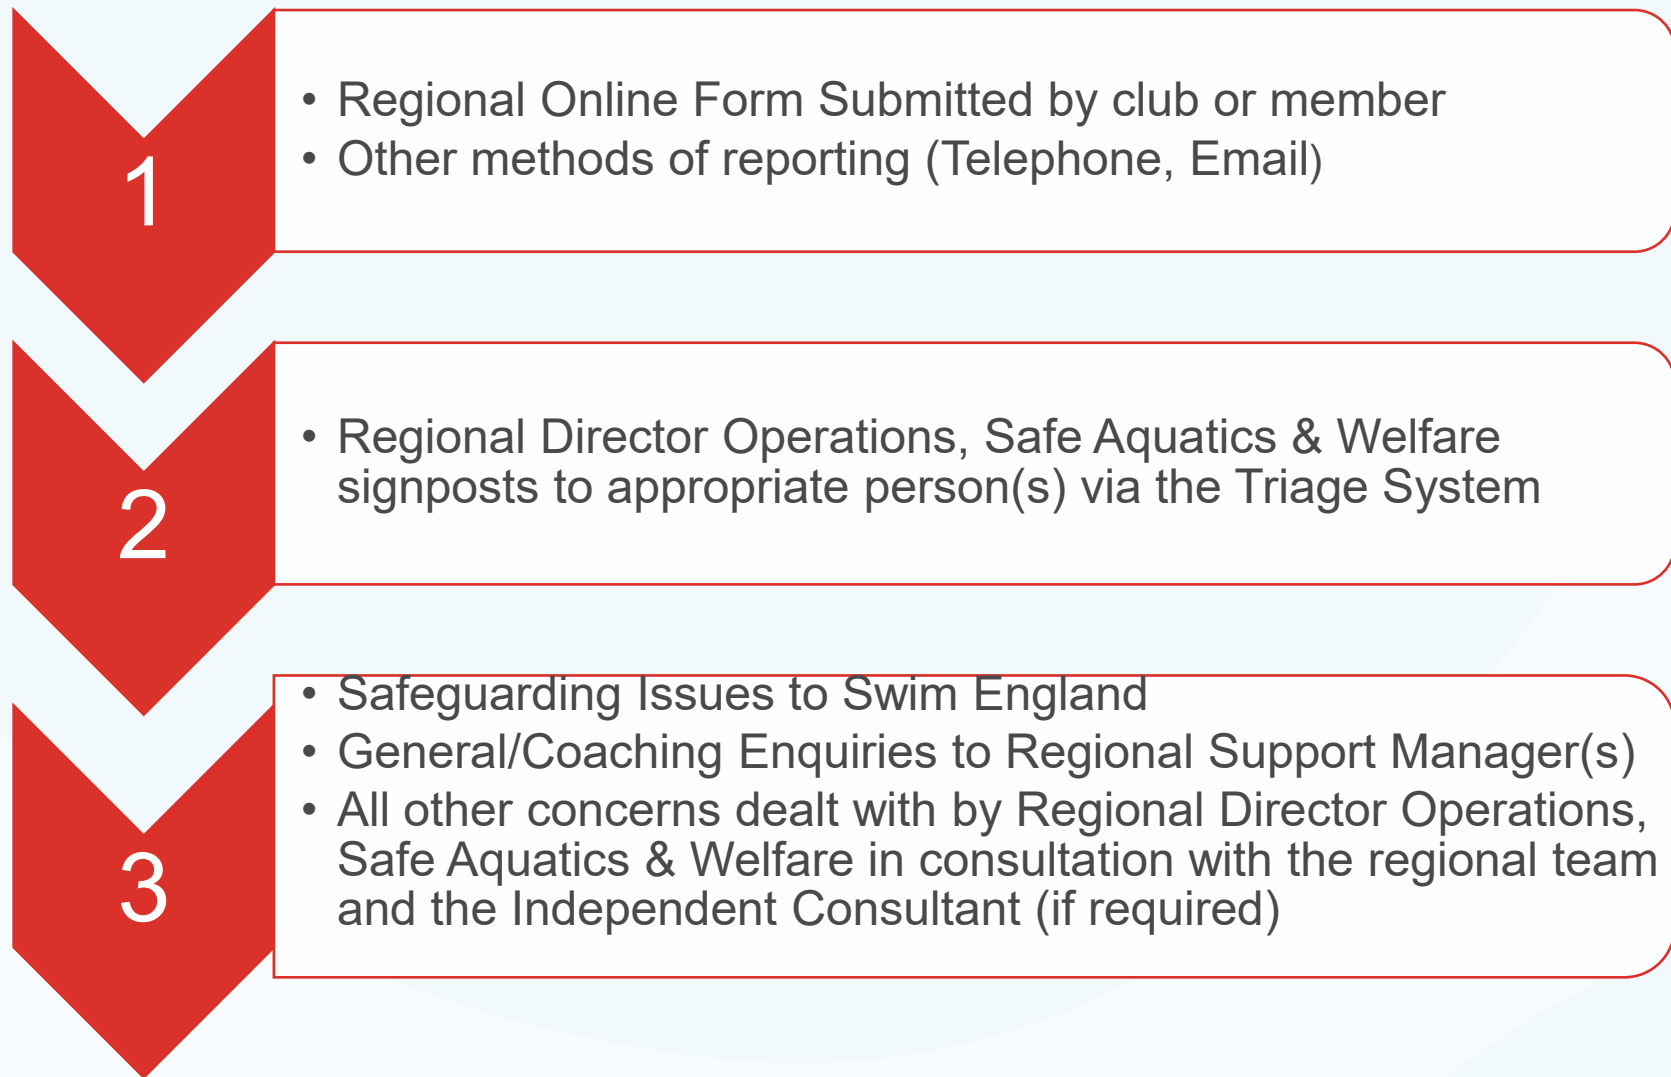 1
• Regional Online Form Submitted by club or member
• Other methods of reporting (Telephone, Email)
2
• Regional Director Operations, Safe Aquatics & Welfare
signposts to appropriate person(s) via the Triage System
3
• Safeguarding Issues to Swim England
• General/Coaching Enquiries to Regional Support Manager(s)
• All other concerns dealt with by Regional Director Operations,
Safe Aquatics & Welfare in consultation with the regional team
and the Independent Consultant (if required)